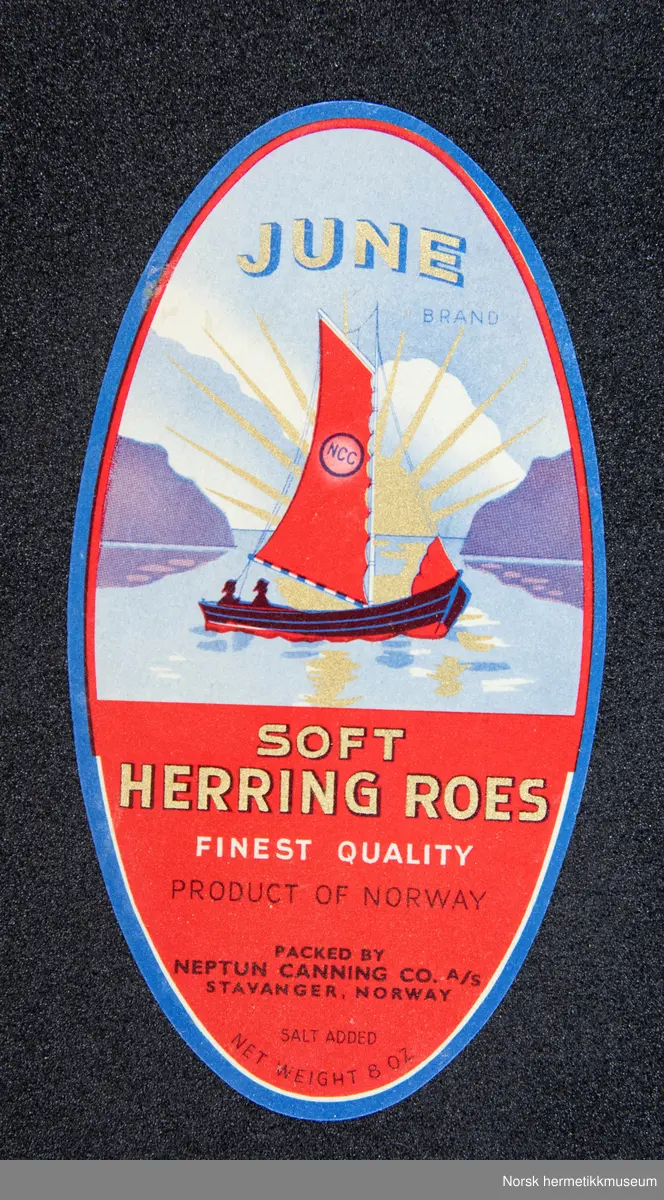 JUNE
BRAND
NCC
SOFT
HERRING ROES
FINEST QUALITY
PRODUCT OF NORWAY
PACKED BY
NEPTUN CANNING CO. A/S
STAVANGER, NORWAY
SALT ADDED
NET WEIGHT 8 OZ
Norsk hermetikkmuseum